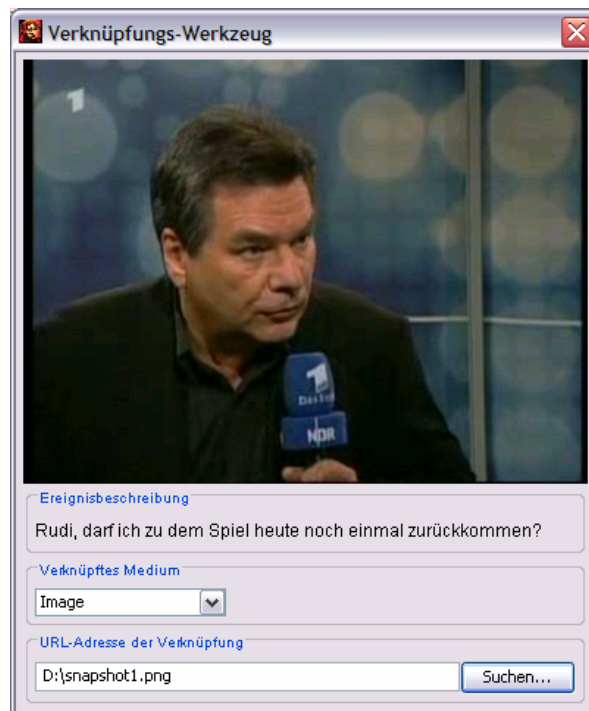 Verknüpfungs-Werkzeug
1
1
Das Erste
NDR
Ereignisbeschreibung
Rudi, darf ich zu dem Spiel heute noch einmal zurückkommen?
Verknüpftes Medium
Image
URL-Adresse der Verknüpfung
D:\snapshot1.png
Suchen...